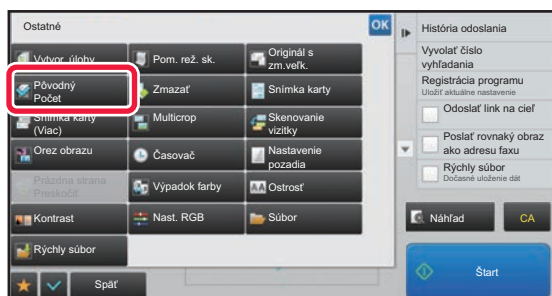 Ostatné
OK
Vytvor. úlohy
Pom. rež. sk.
Originál s
zm.veľk.
Pôvodný
Počet
Zmazať
Snímka karty
Snímka karty
(Viac)
Multicrop
Skenovanie
vizitky
Orez obrazu
Časovač
Nastavenie
pozadia
Prázdna strana
Preskočiť
Výpadok farby
Ostrosť
Kontrast
Nast. RGB
Súbor
Rýchly súbor
Späť
História odoslania
Vyvolať číslo
vyhľadania
Registrácia programu
Uložiť aktuálne nastavenie
Odoslať link na cieľ
Poslať rovnaký obraz
ako adresu faxu
Rýchly súbor
Dočasné uloženie dát
Náhľad
CA
Štart